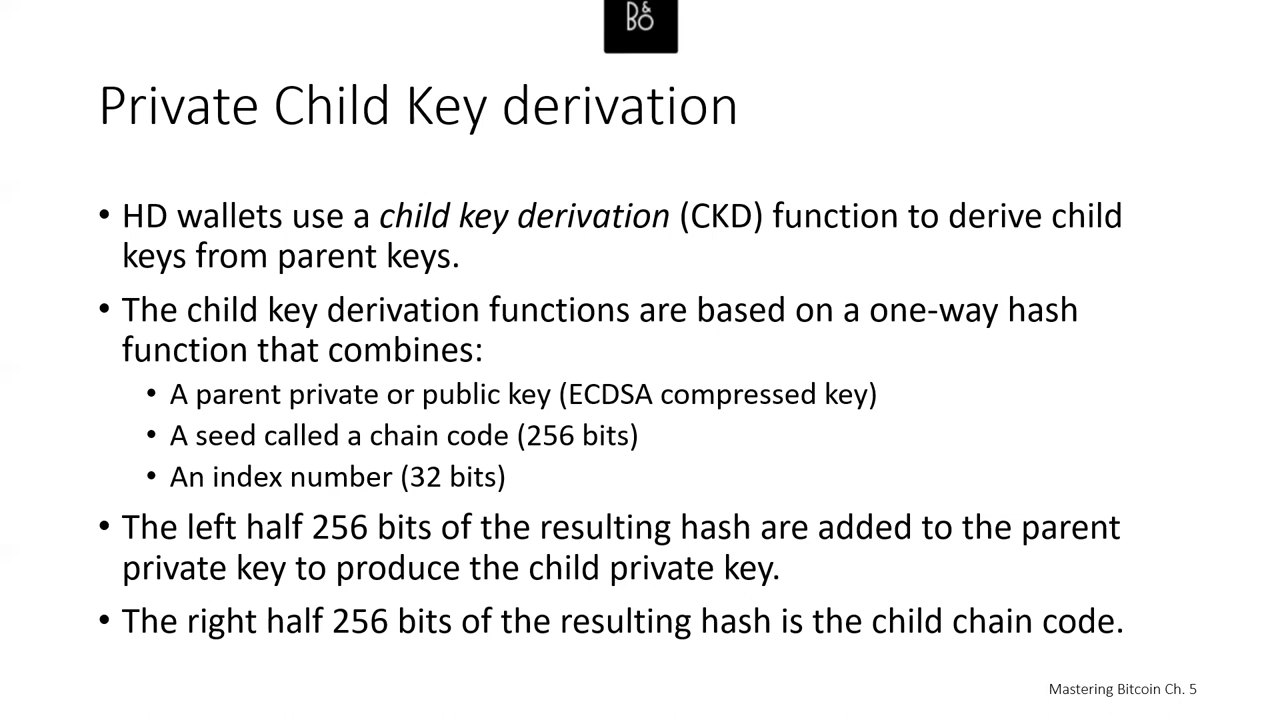 B&O
Private Child Key derivation
• HD wallets use a child key derivation (CKD) function to derive child
keys from parent keys.
• The child key derivation functions are based on a one-way hash
function that combines:
• A parent private or public key (ECDSA compressed key)
• A seed called a chain code (256 bits)
• An index number (32 bits)
• The left half 256 bits of the resulting hash are added to the parent
private key to produce the child private key.
• The right half 256 bits of the resulting hash is the child chain code.
Mastering Bitcoin Ch. 5